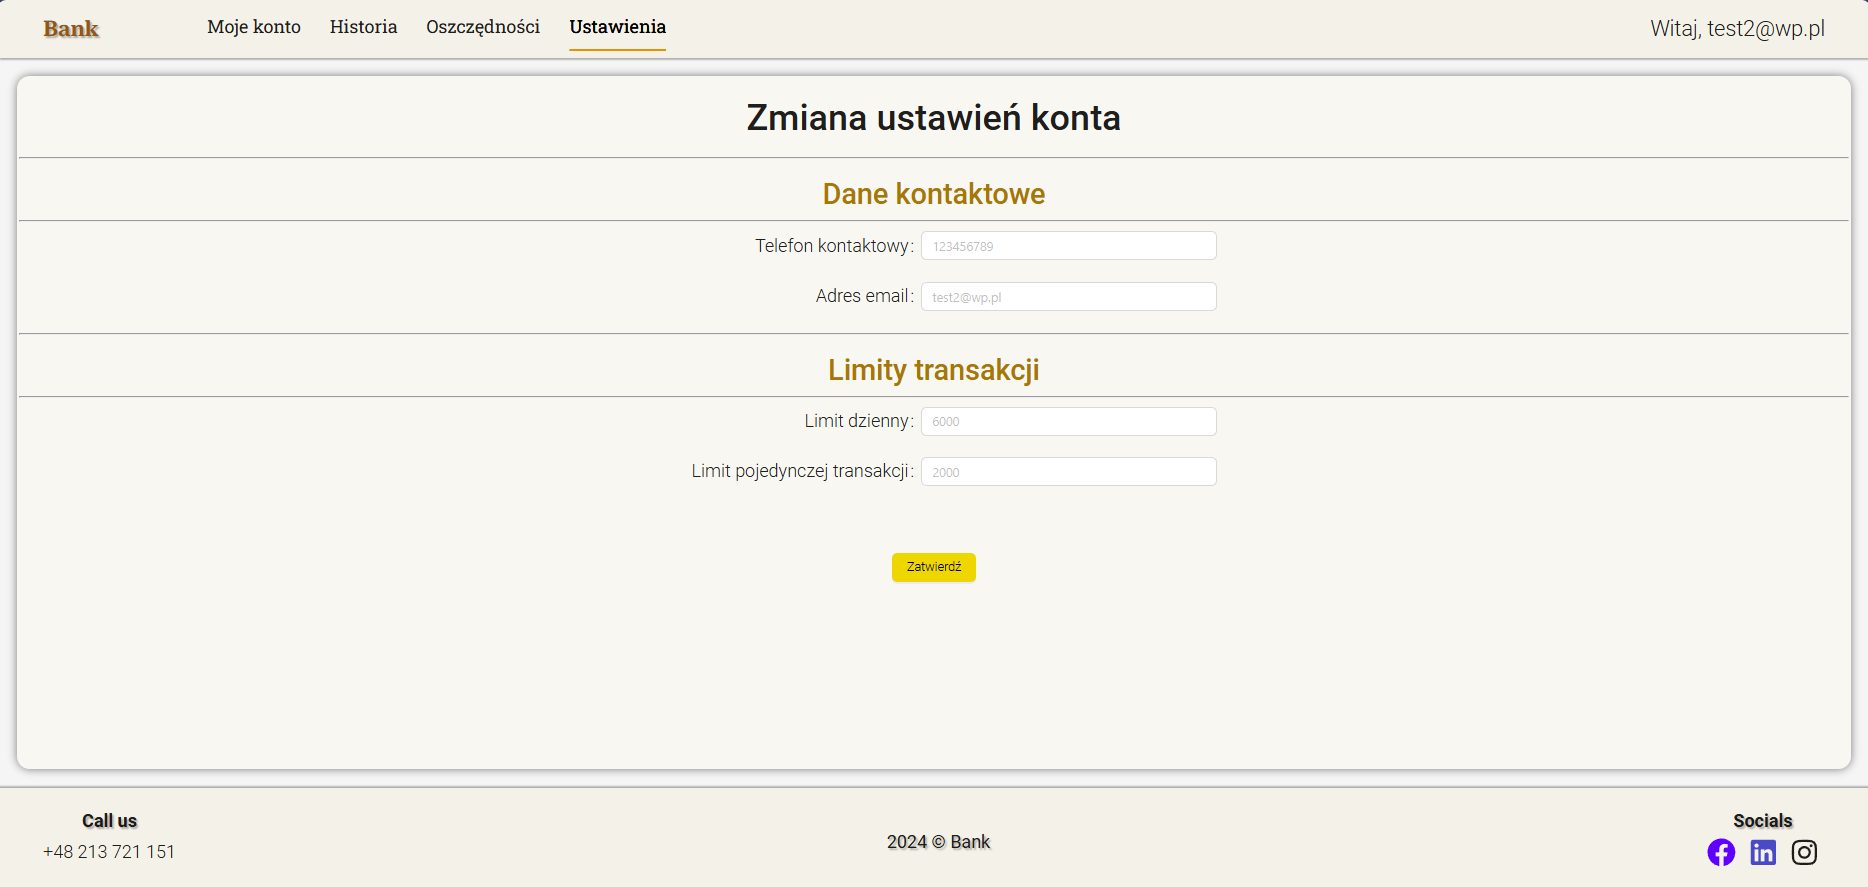 Bank
Moje konto Historia Oszczędności Ustawienia
Witaj, test2@wp.pl
Zmiana ustawień konta
Dane kontaktowe
Telefon kontaktowy: 123456789
Adres email: test2@wp.pl
Limity transakcji
Limit dzienny: 6000
Limit pojedynczej transakcji: 2000
Zatwierdź
Call us
+48 213 721 151
2024 © Bank
Socials